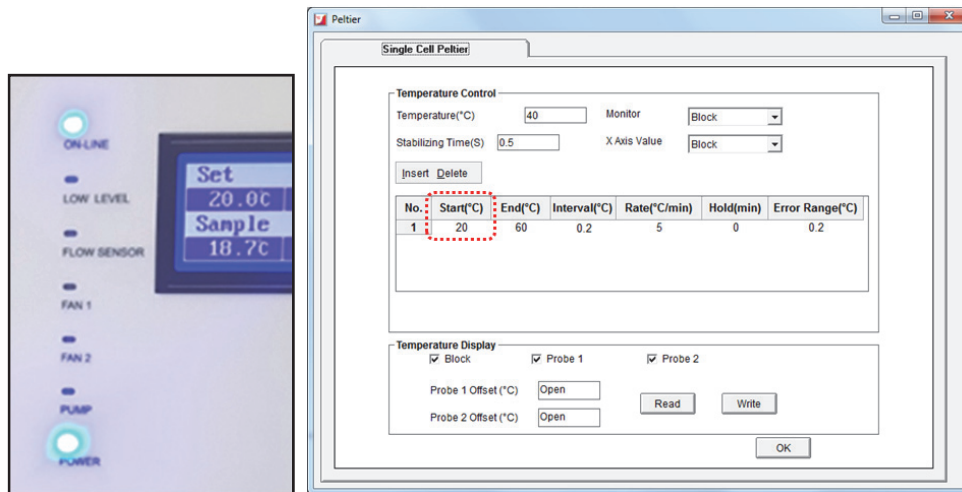 ON-LINE
LOW LEVEL
FLOW SENSOR
FAN 1
FAN 2
PUMP
POWER
Set
20.0C
Sample
18.7C
Peltier
Single Cell Peltier
Temperature Control
Temperature(°C) 40 Monitor Block
Stabilizing Time(S) 0.5 X Axis Value Block
Insert Delete
No. Start(°C) End(°C) Interval(°C) Rate(°C/min) Hold(min) Error Range(°C)
1 20 60 0.2 5 0 0.2
Temperature Display
Block Probe 1 Probe 2
Probe 1 Offset (°C) Open
Read Write
Probe 2 Offset (°C) Open
OK